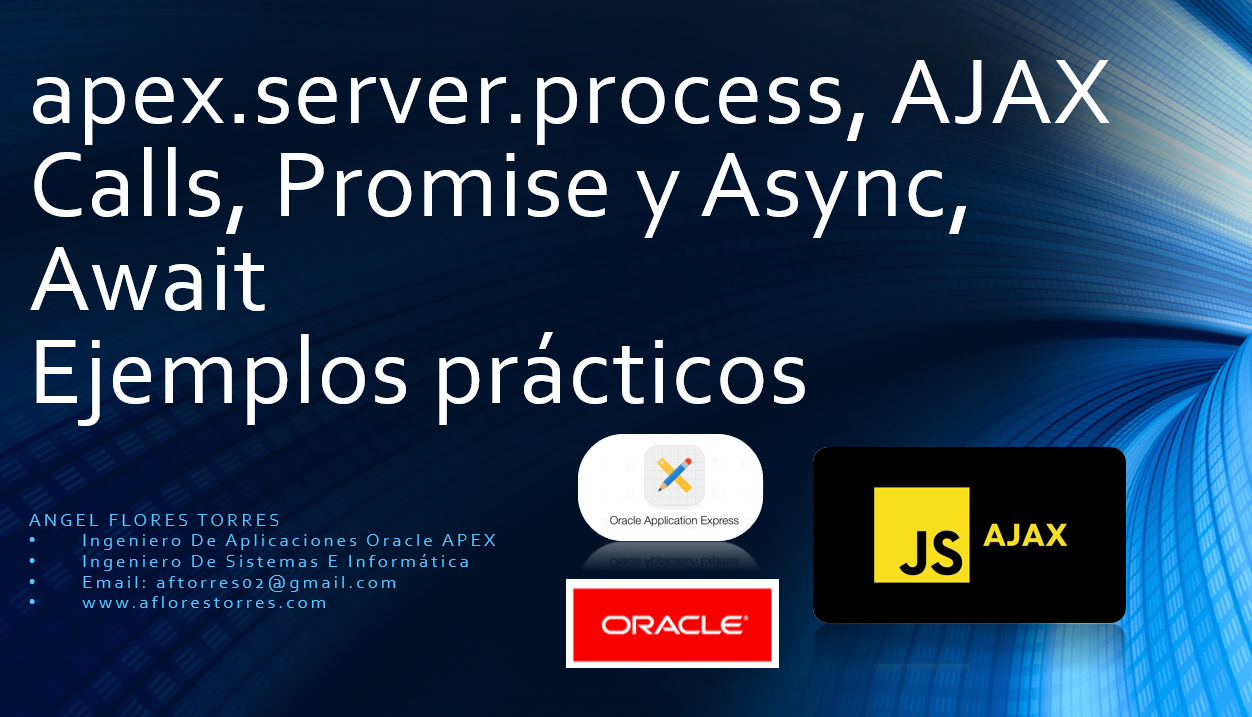 apex.server.process, AJAX
Calls, Promise y Async,
Await
Ejemplos prácticos
ANGEL FLORES TORRES
• Ingeniero De Aplicaciones Oracle APEX
• Ingeniero De Sistemas E Informática
• Email: aftorres02@gmail.com
• www.aflorestorres.com
Oracle Application Express
ORACLE®
JS AJAX